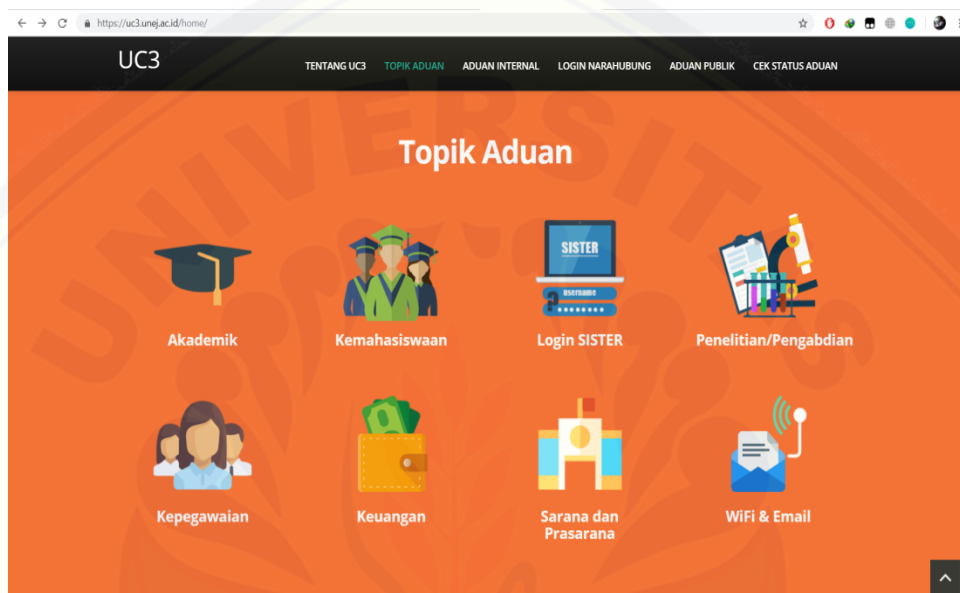 https://uc3.unej.ac.id/home/
UC3
TENTANG UC3 TOPIK ADUAN ADUAN INTERNAL LOGIN NARAHUBUNG ADUAN PUBLIK CEK STATUS ADUAN
Topik Aduan
SISTER
username
Akademik
Kemahasiswaan
Login SISTER
Penelitian/Pengabdian
Kepegawaian
Keuangan
Sarana dan
Prasarana
WiFi & Email
UNIVERSITAS